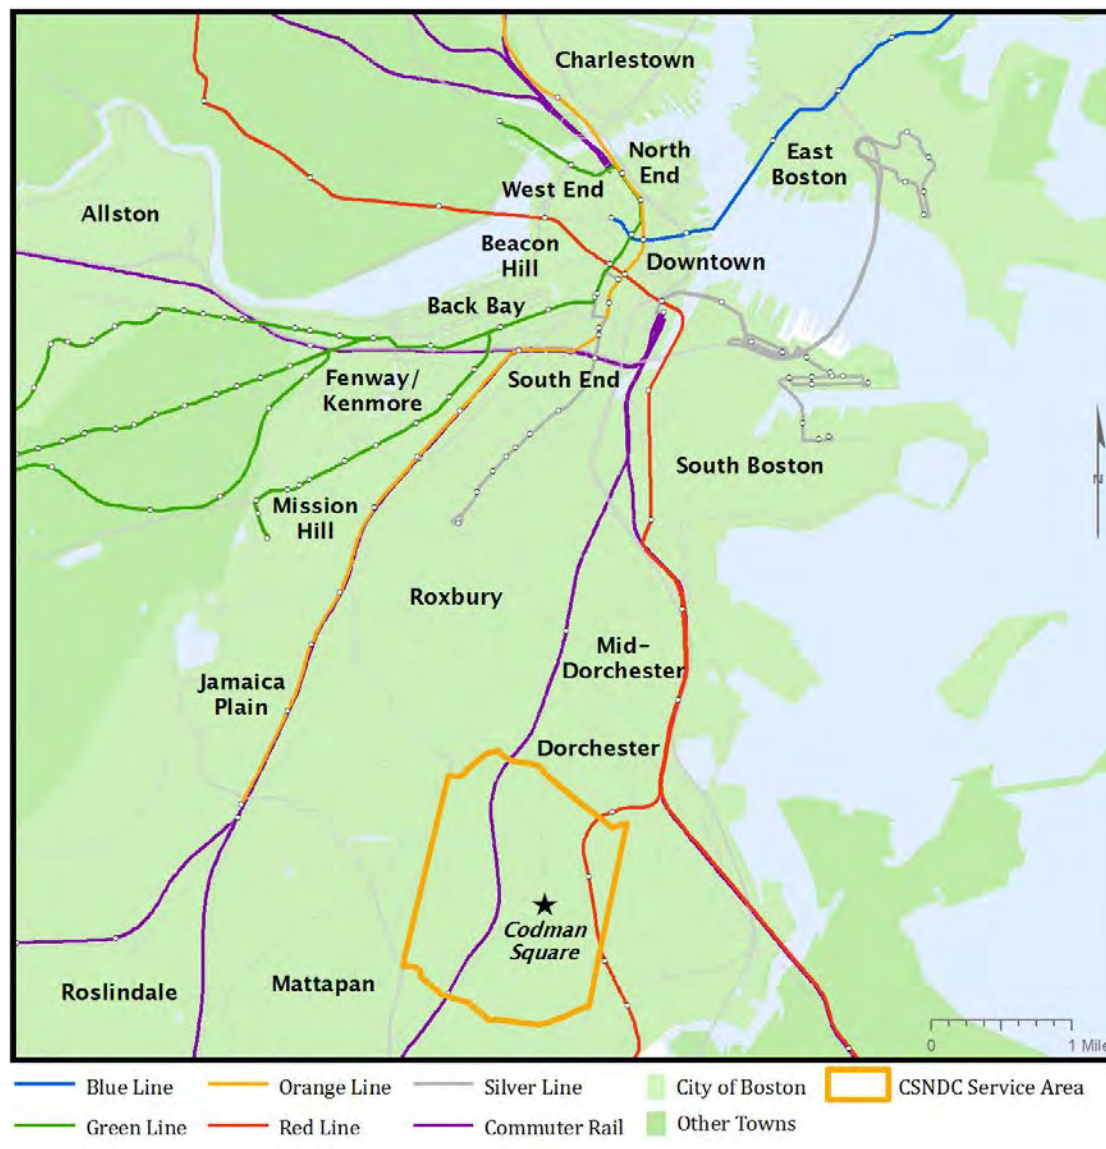 Charlestown
North
End
West End
East
Boston
Allston
Beacon
Hill
Downtown
Back Bay
Fenway/
Kenmore
South End
South Boston
N
Mission
Hill
Roxbury
Mid-
Dorchester
Jamaica
Plain
Dorchester
Codman
Square
Roslindale
Mattapan
0 1 Mile
Blue Line
Orange Line
Silver Line
City of Boston
CSNDC Service Area
Green Line
Red Line
Commuter Rail
Other Towns